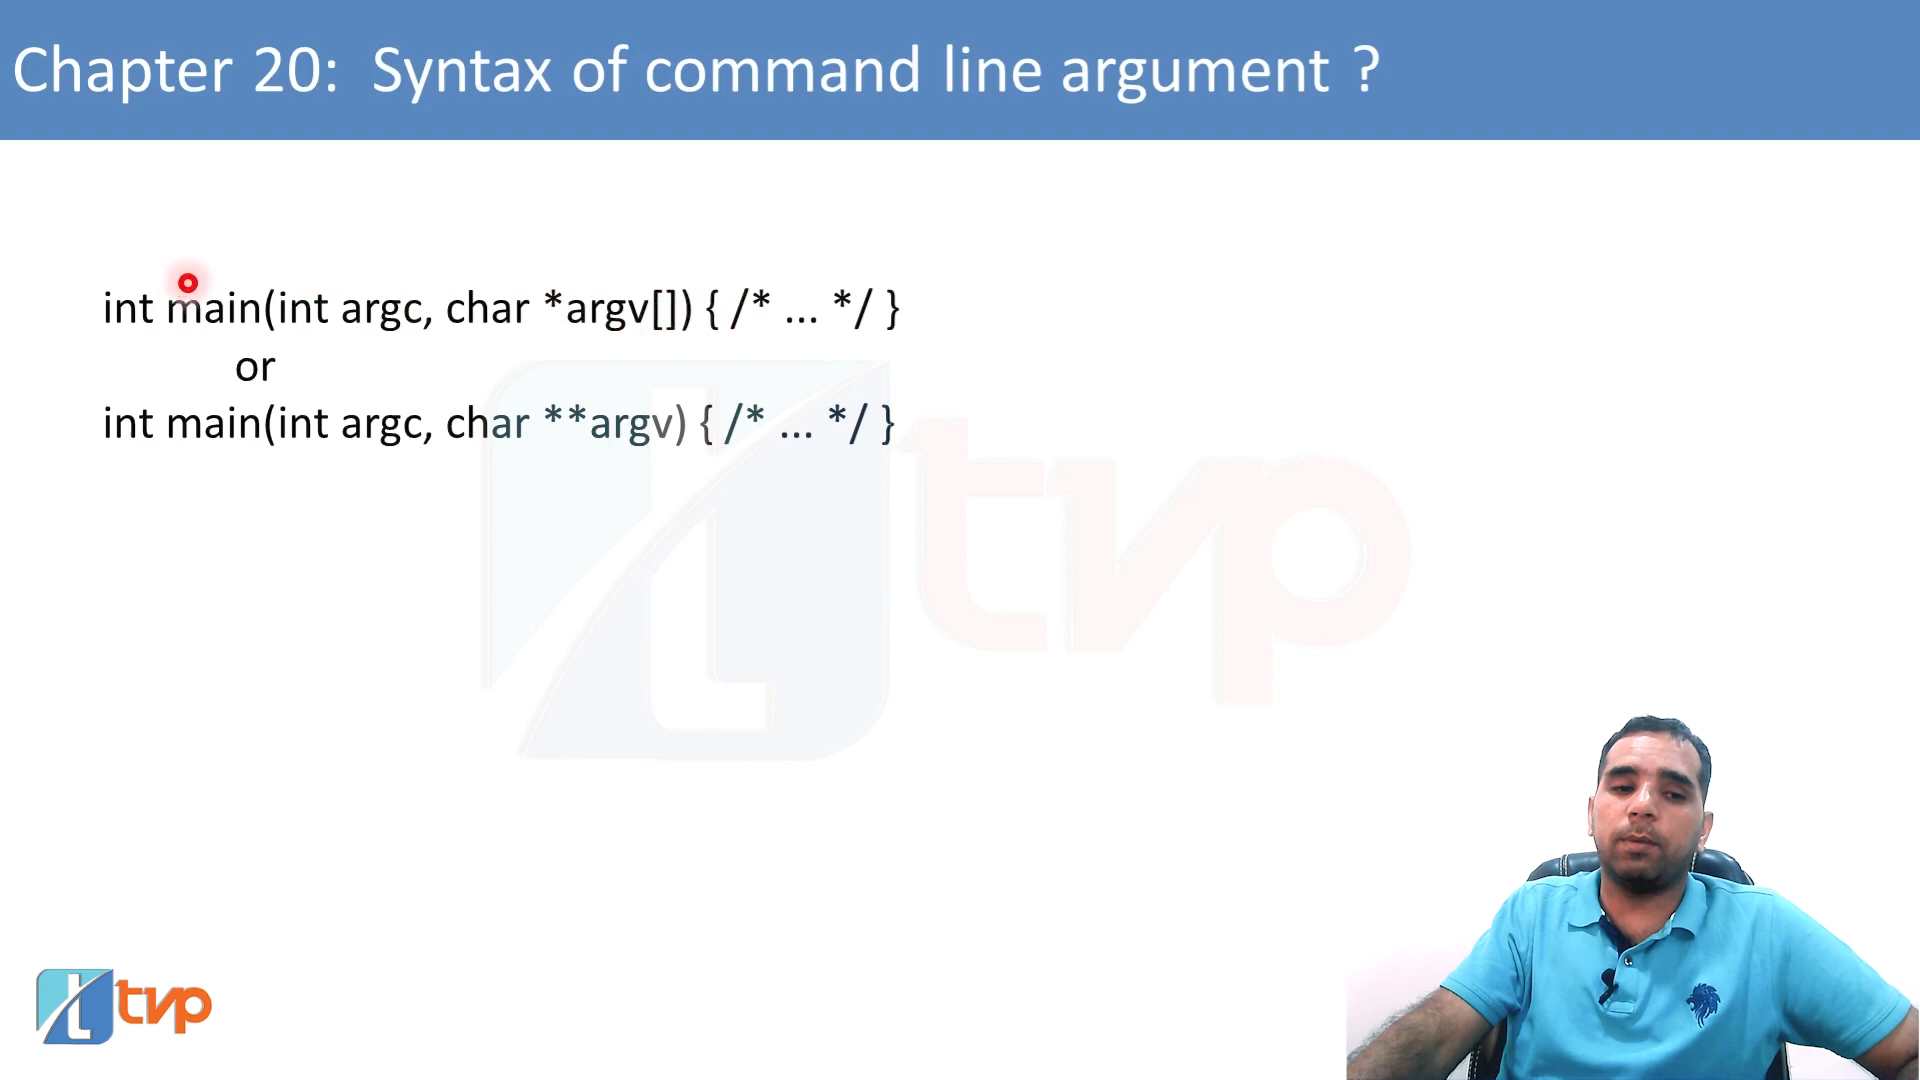 Chapter 20: Syntax of command line argument ?
int main(int argc, char *argv[]) { /* ... */ }
or
int main(int argc, char **argv) { /* ... */ }
tvp
t tvp